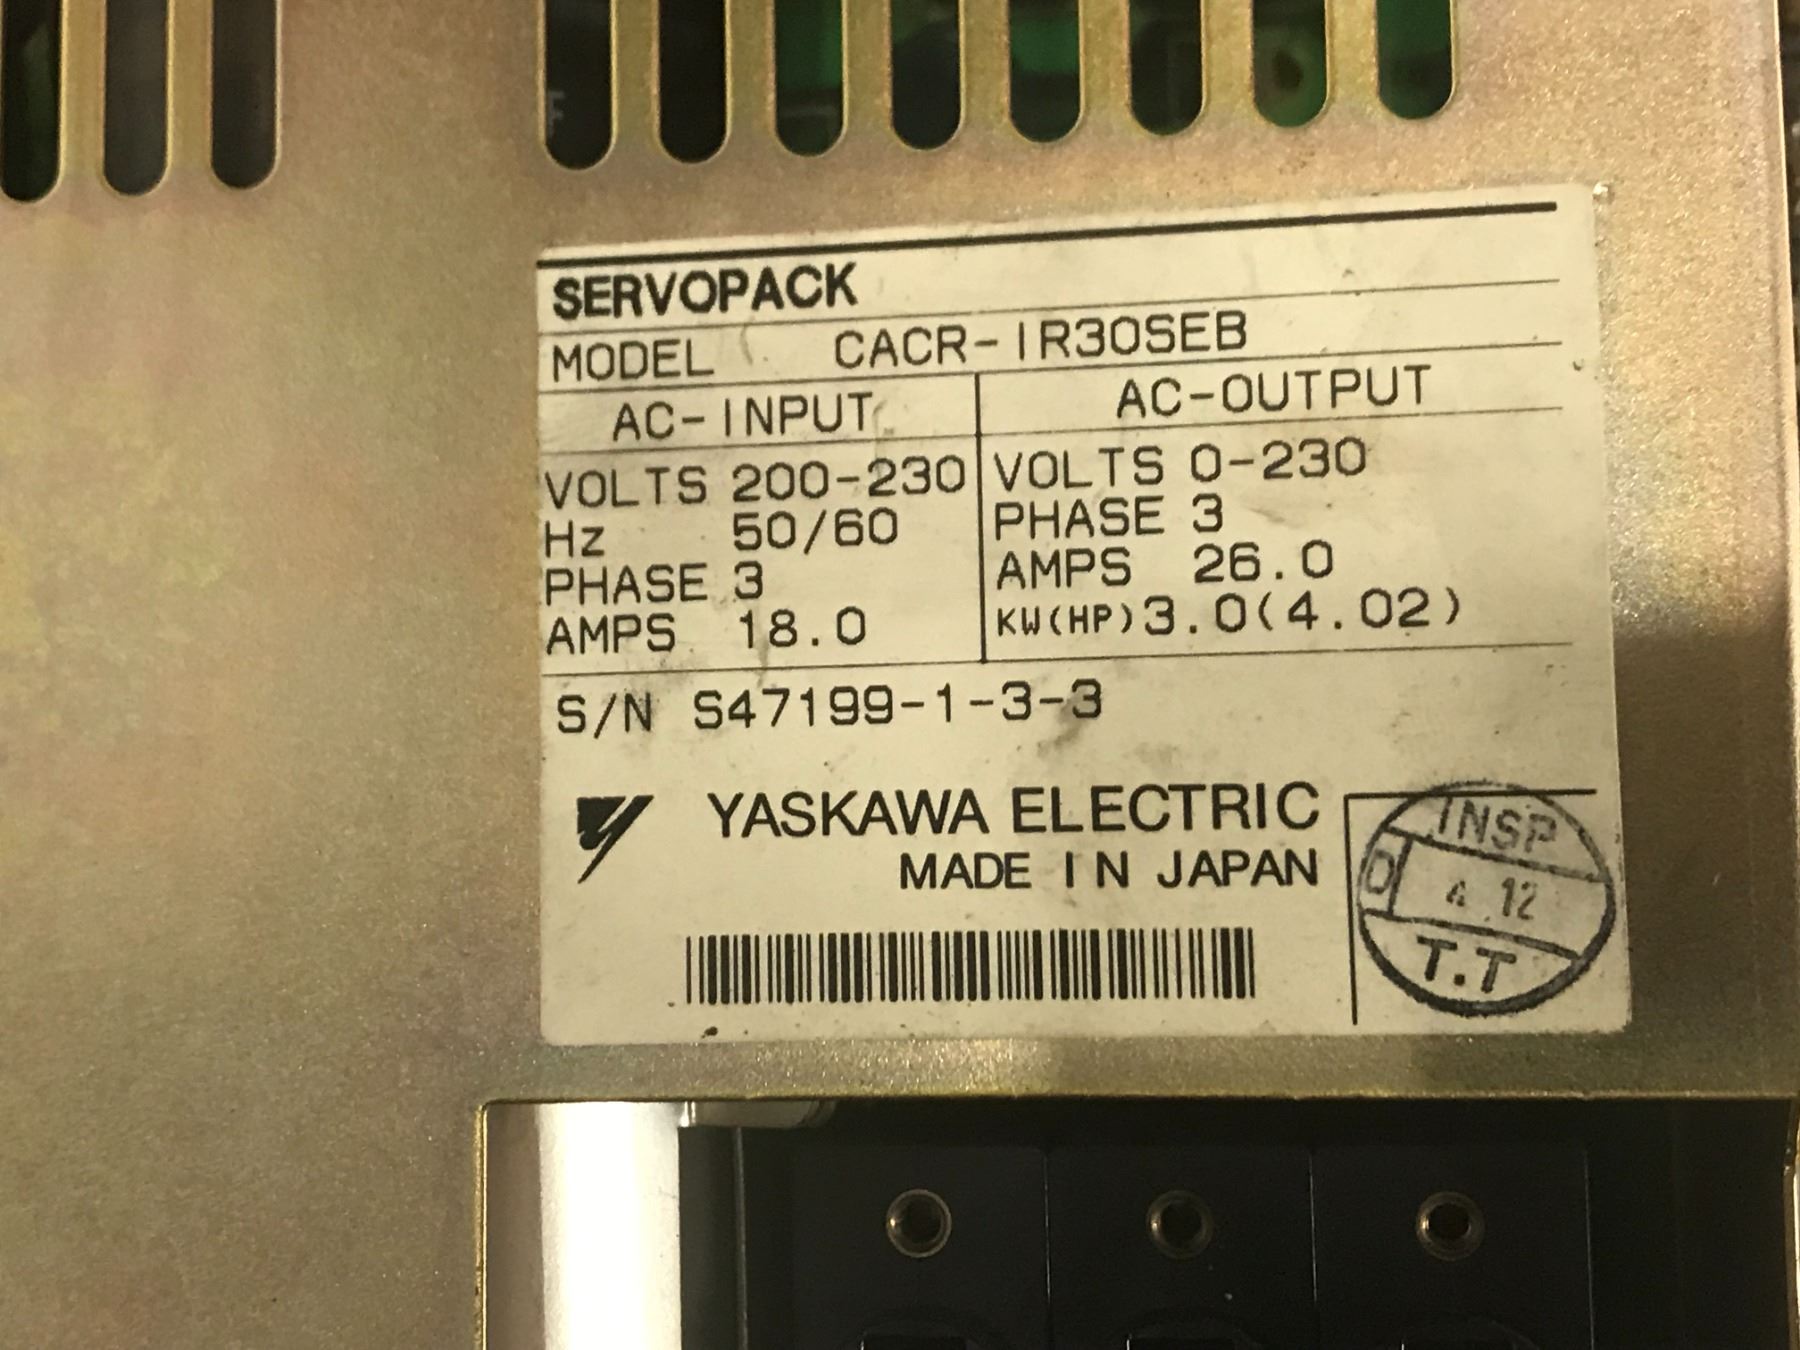 SERVOPACK
MODEL CACR-IR30SEB
AC-INPUT
VOLTS 200-230
Hz 50/60
PHASE 3
AMPS 18.0
AC-OUTPUT
VOLTS 0-230
PHASE 3
AMPS 26.0
KW(HP)3.0(4.02)
S/N S47199-1-3-3
YASKAWA ELECTRIC
MADE IN JAPAN
INSP
D
4.12
T.T